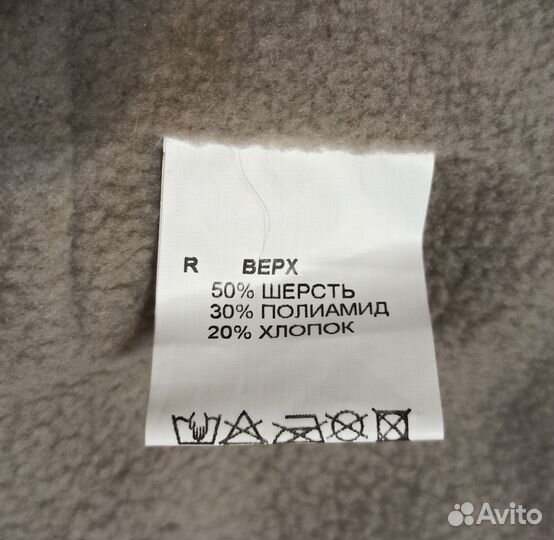 R ВЕРХ
50% ШЕРСТЬ
30% ПОЛИАМИД
20% ХЛОПОК
Avito